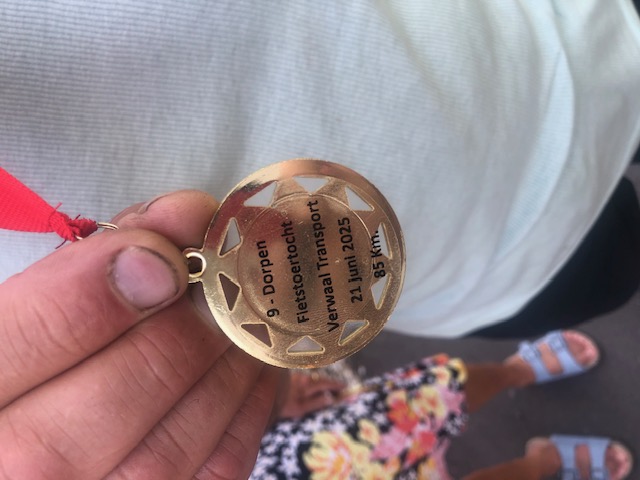 9 - Dorpen
Fietstoertocht
Verwaal Transport
21 juni 2025
85 Km.